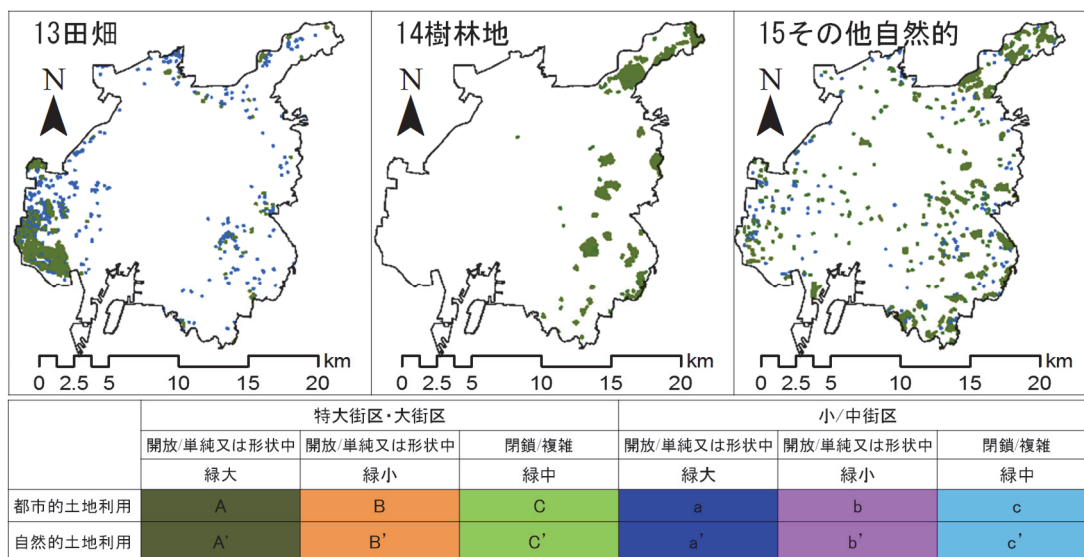 13田畑
14樹林地
15その他自然的
N
N
N
km
km
km
0 2.5 5 10 15 20
0 2.5 5 10 15 20
0 2.5 5 10 15 20
特大街区・大街区 小/中街区
開放/単純又は形状中 開放/単純又は形状中 閉鎖/複雑 開放/単純又は形状中 開放/単純又は形状中 閉鎖/複雑
緑大 緑小 緑中 緑大 緑小 緑中
都市的土地利用 A B C a b c
自然的土地利用 A' B' C' a' b' c'